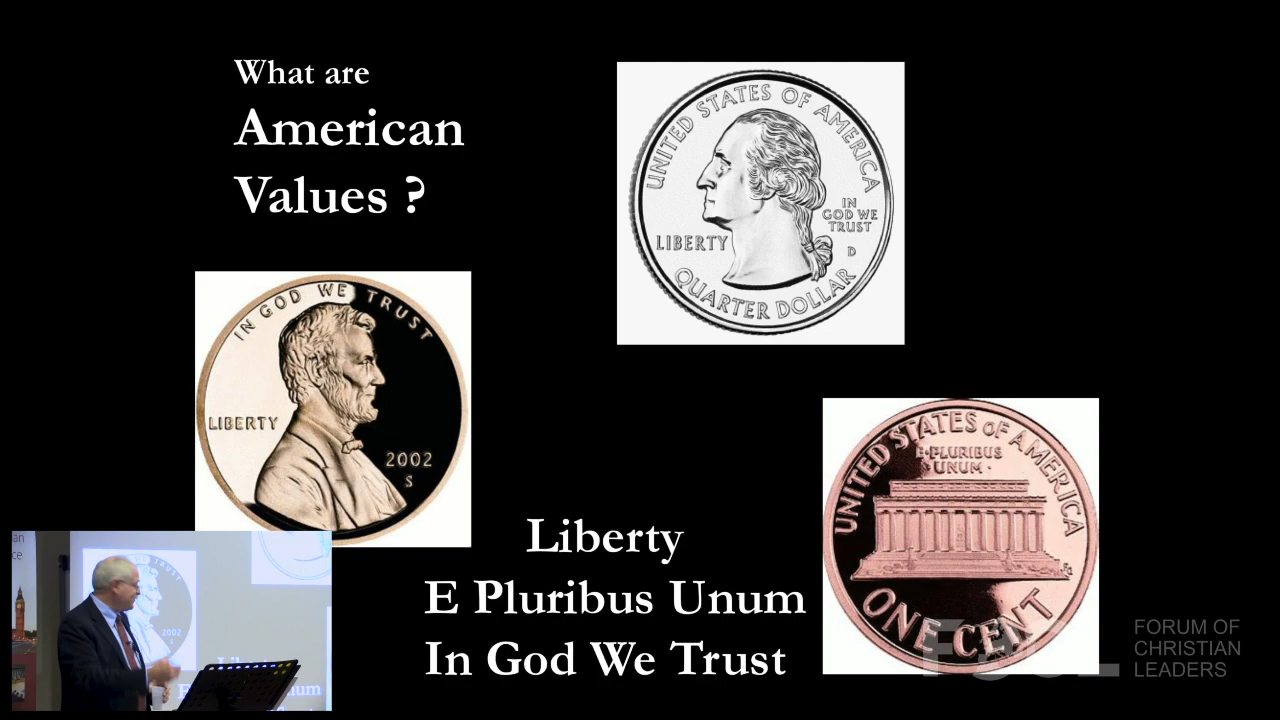 What are
American
Values ?
UNITED STATES OF AMERICA
IN
GOD WE
TRUST
LIBERTY
D
QUARTER DOLLAR
IN GOD WE TRUST
LIBERTY
2002
S
UNITED STATES OF AMERICA
E·PLURIBUS
·UNUM·
ONE CENT
Liberty
E Pluribus Unum
In God We Trust
2002
FORUM OF
CHRISTIAN
LEADERS